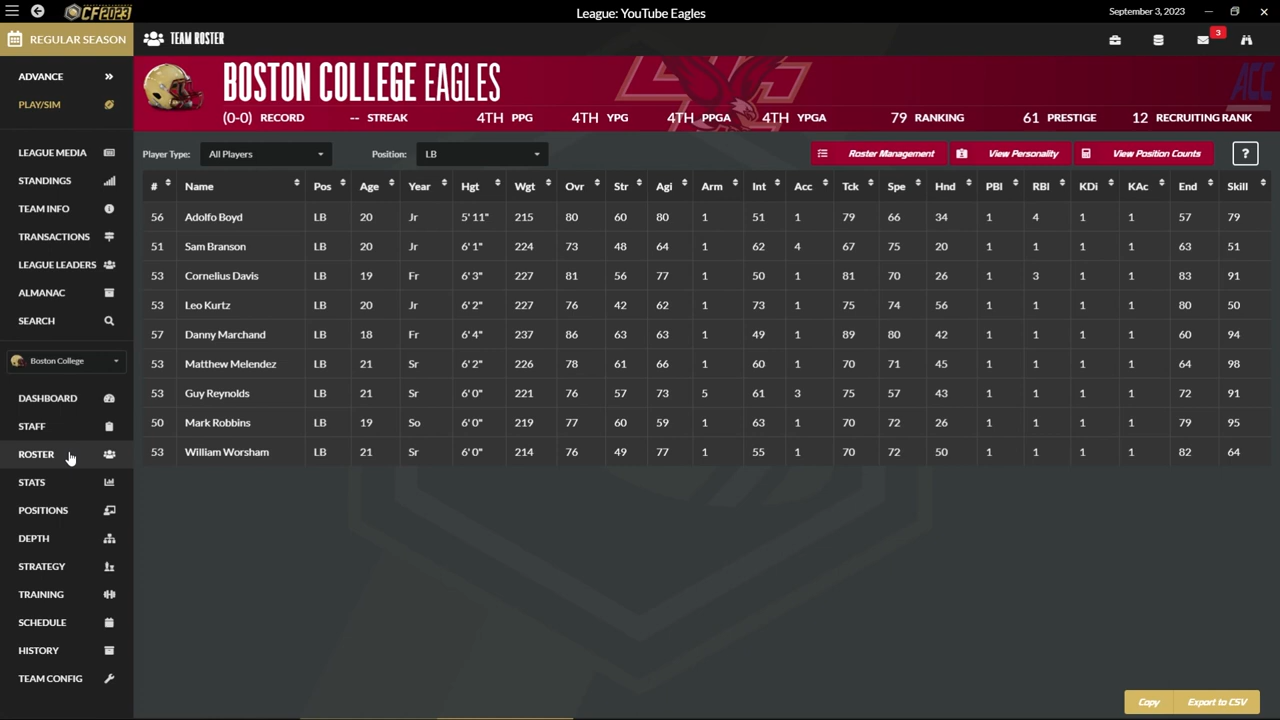 CF2023
League: YouTube Eagles
September 3, 2023
REGULAR SEASON
TEAM ROSTER
3
ADVANCE
PLAY/SIM
BOSTON COLLEGE EAGLES
ACC
(0-0) RECORD -- STREAK 4TH PPG 4TH YPG 4TH PPGA 4TH YPGA 79 RANKING 61 PRESTIGE 12 RECRUITING RANK
LEAGUE MEDIA
STANDINGS
TEAM INFO
TRANSACTIONS
LEAGUE LEADERS
ALMANAC
SEARCH
Boston College
DASHBOARD
STAFF
ROSTER
STATS
POSITIONS
DEPTH
STRATEGY
TRAINING
SCHEDULE
HISTORY
TEAM CONFIG
Player Type: All Players Position: LB Roster Management View Personality View Position Counts ?
# Name Pos Age Year Hgt Wgt Ovr Str Agi Arm Int Acc Tck Spe Hnd PBl RBl KDi KAc End Skill
56 Adolfo Boyd LB 20 Jr 5' 11" 215 80 60 80 1 51 1 79 66 34 1 4 1 1 57 79
51 Sam Branson LB 20 Jr 6' 1" 224 73 48 64 1 62 4 67 75 20 1 1 1 1 63 51
53 Cornelius Davis LB 19 Fr 6' 3" 227 81 56 77 1 50 1 81 70 26 1 3 1 1 83 91
53 Leo Kurtz LB 20 Jr 6' 2" 227 76 42 62 1 73 1 75 74 56 1 1 1 1 80 50
57 Danny Marchand LB 18 Fr 6' 4" 237 86 63 63 1 49 1 89 80 42 1 1 1 1 60 94
53 Matthew Melendez LB 21 Sr 6' 2" 226 78 61 66 1 60 1 70 71 45 1 1 1 1 64 98
53 Guy Reynolds LB 21 Sr 6' 0" 221 76 57 73 5 61 3 75 57 43 1 1 1 1 72 91
50 Mark Robbins LB 19 So 6' 0" 219 77 60 59 1 63 1 72 72 26 1 1 1 1 79 95
53 William Worsham LB 21 Sr 6' 0" 214 76 49 77 1 55 1 70 72 50 1 1 1 1 82 64
Copy Export to CSV